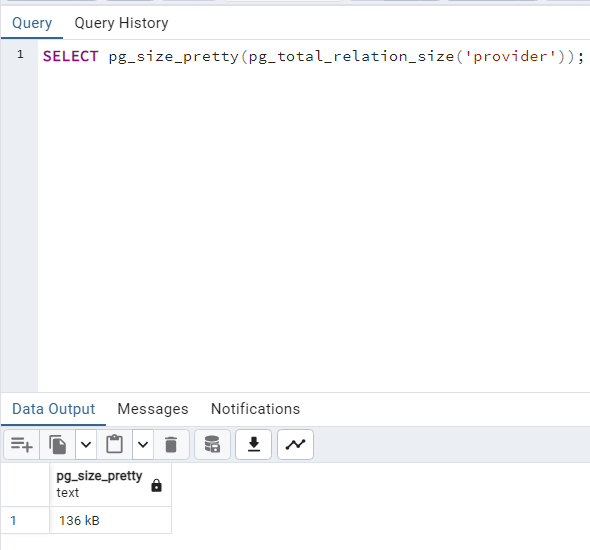 Query Query History
1 SELECT pg_size_pretty(pg_total_relation_size('provider'));
Data Output Messages Notifications
pg_size_pretty
text
1 136 kB